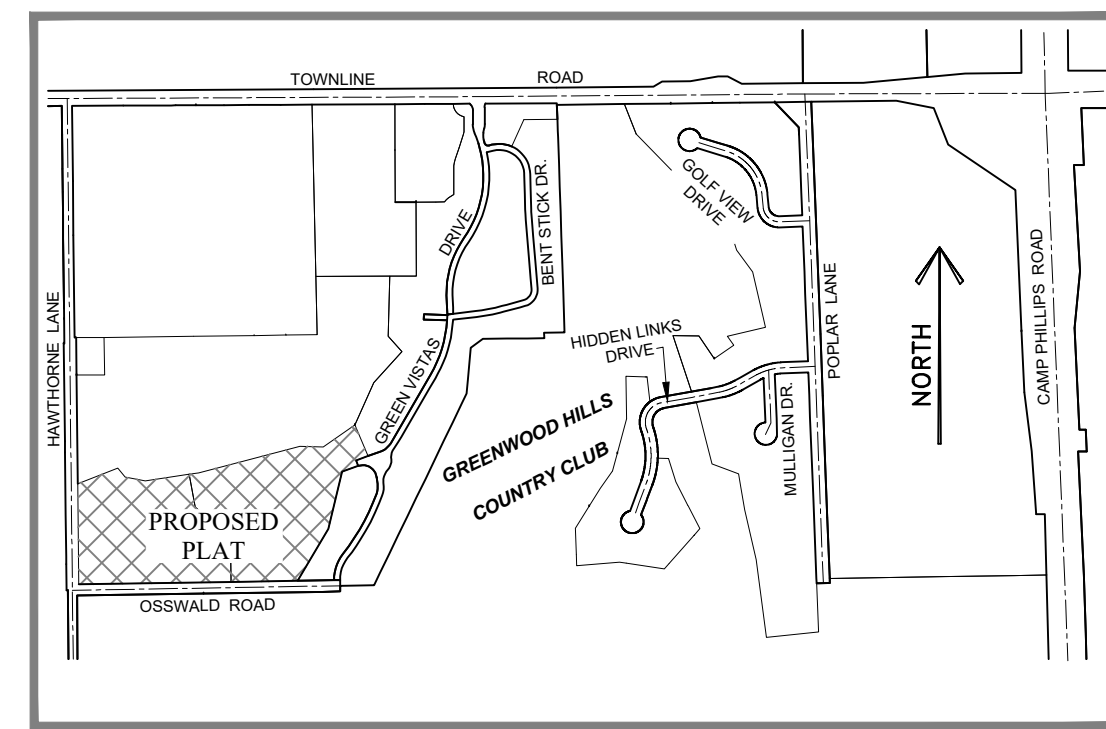 TOWNLINE ROAD
GOLF VIEW
DRIVE
BENT STICK DR.
DRIVE
GREEN VISTAS
HAWTHORNE LANE
HIDDEN LINKS
DRIVE
POPLAR LANE
NORTH
CAMP PHILLIPS ROAD
GREENWOOD HILLS
COUNTRY CLUB
MULLIGAN DR.
PROPOSED
PLAT
OSSWALD ROAD